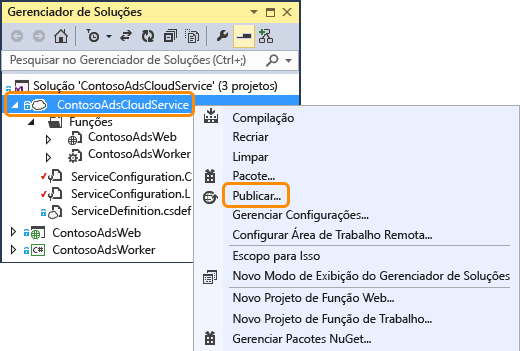 Gerenciador de Soluções
Pesquisar no Gerenciador de Soluções (Ctrl+;)
Solução 'ContosoAdsCloudService' (3 projetos)
ContosoAdsCloudService
Funções
ContosoAdsWeb
ContosoAdsWorker
ServiceConfiguration.C
ServiceConfiguration.L
ServiceDefinition.csdef
ContosoAdsWeb
C# ContosoAdsWorker
Compilação
Recriar
Limpar
Pacote...
Publicar...
Gerenciar Configurações...
Configurar Área de Trabalho Remota...
Escopo para Isso
Novo Modo de Exibição do Gerenciador de Soluções
Novo Projeto de Função Web...
Novo Projeto de Função de Trabalho...
Gerenciar Pacotes NuGet...